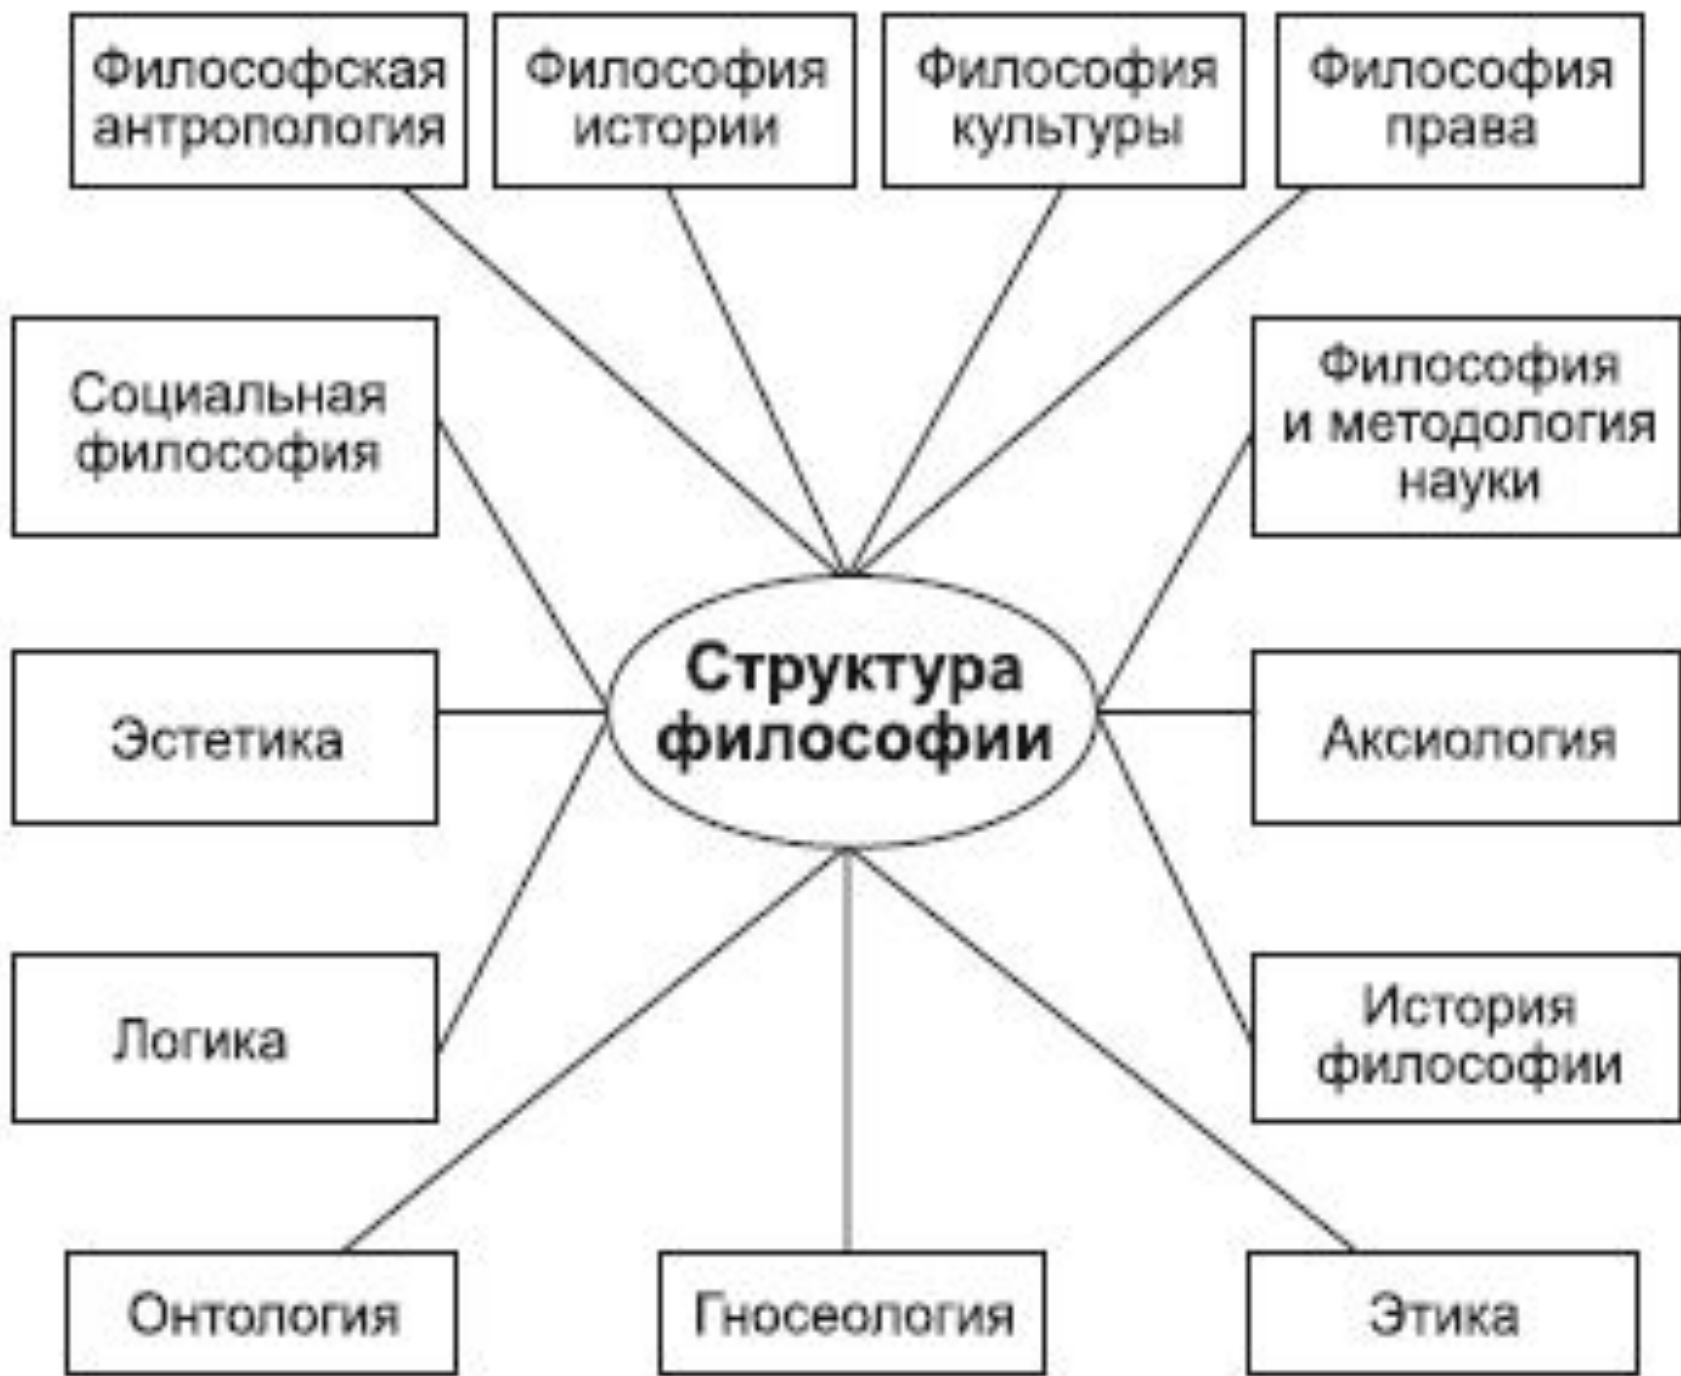 Философская
антропология
Философия
истории
Философия
культуры
Философия
права
Социальная
философия
Философия
и методология
науки
Структура
философии
Эстетика
Аксиология
Логика
История
философии
Онтология
Гносеология
Этика